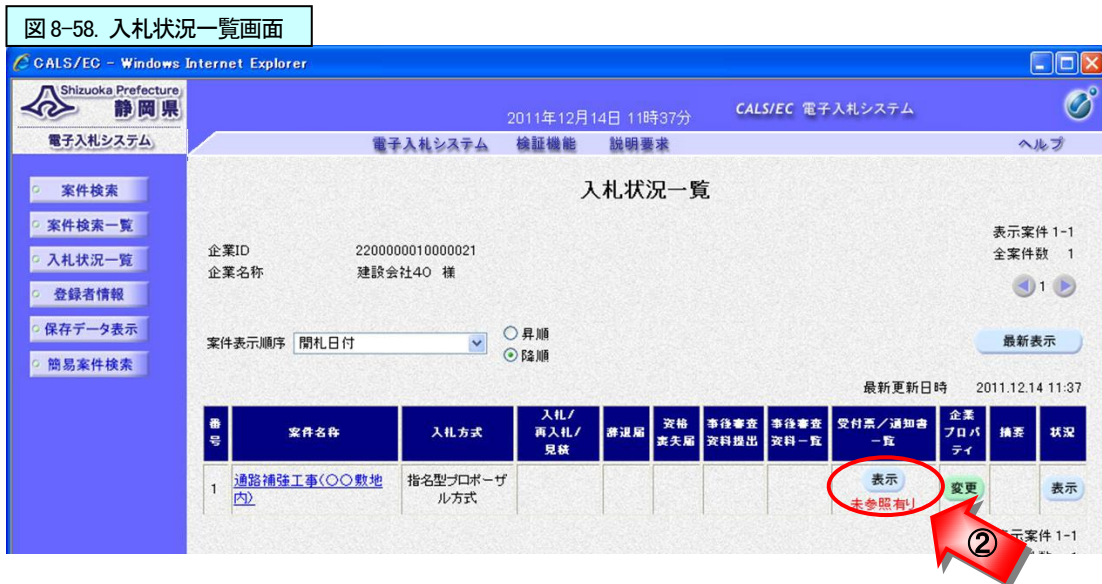 図 8-58. 入札状況一覧画面
CALS/EC - Windows Internet Explorer
Shizuoka Prefecture
静岡県
電子入札システム
2011年12月14日 11時37分
CALS/EC 電子入札システム
電子入札システム 検証機能 説明要求 ヘルプ
案件検索
案件検索一覧
入札状況一覧
登録者情報
保存データ表示
簡易案件検索
入札状況一覧
表示案件 1-1
全案件数 1
1
企業ID 2200000010000021
企業名称 建設会社40 様
案件表示順序 開札日付
昇順
降順
最新表示
最新更新日時 2011.12.14 11:37
番号 案件名称 入札方式 入札/再入札/見積 辞退届 資格喪失届 事後審査資料提出 事後審査資料一覧 受付票/通知書一覧 企業プロパティ 摘要 状況
1 通路補強工事(○○敷地内) 指名型プロポーザル方式 表示 未参照有り 変更 表示
②
示案件 1-1